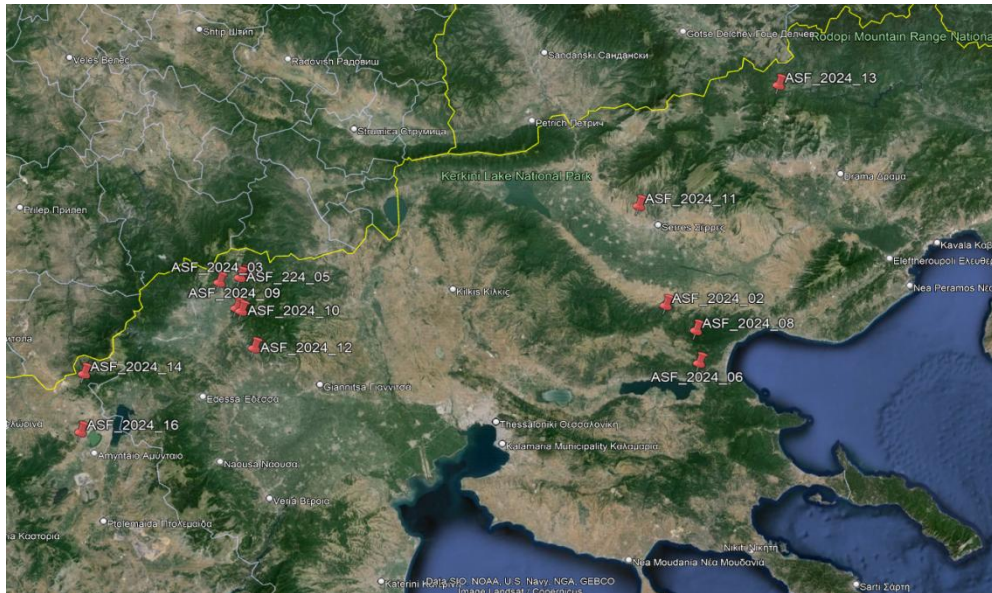 Shtip Штип
Gotse Delchev Гоце Делчев
Rodopi Mountain Range National
Veles Велес
Radovish Радовиш
Sandanski Сандански
ASF_2024_13
Petrich Петрич
Strumica Струмица
Kerkini Lake National Park
Drama Δράμα
Prilep Прилеп
ASF_2024_11
Serres Σέρρες
Kavala Καβ
Eleftheroupoli Ελευθε
ASF_2024_03
ASF_224_05
Nea Peramos Νέα
ASF_2024_09
Kilkis Κιλκίς
ASF_2024_02
ASF_2024_10
ASF_2024_08
ASF_2024_12
ASF_2024_14
ASF_2024_06
Giannitsa Γιαννιτσά
Edessa Έδεσσα
ASF_2024_16
Thessaloniki Θεσσαλονίκη
Kalamaria Municipality Καλαμαριά
Amyntaio Αμύνταιο
Naousa Νάουσα
Veria Βέροια
Ptolemaida Πτολεμαΐδα
Καστοριά
Nikiti Νικήτη
Nea Moudania Νέα Μουδανιά
Katerini
Data SIO, NOAA, U.S. Navy, NGA, GEBCO
Sarti Σάρτη
Image Landsat / Copernicus